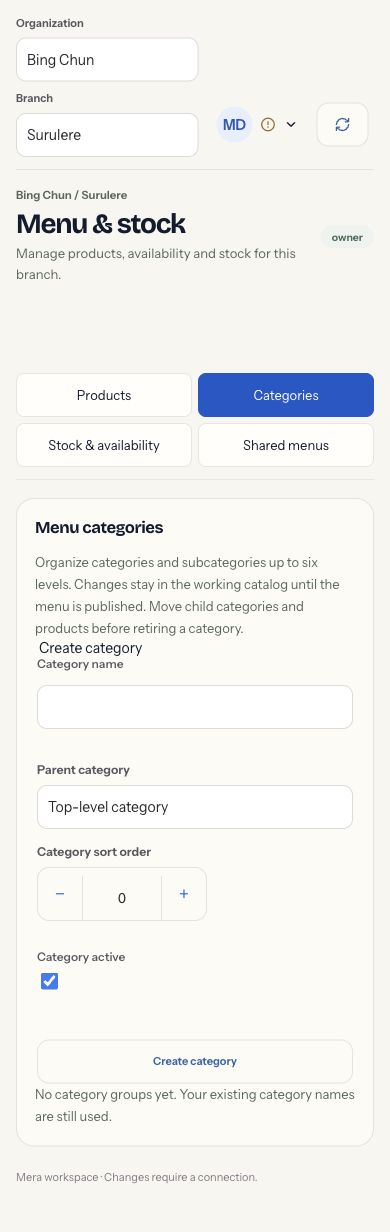 Organization
Bing Chun
Branch
Surulere
MD
Bing Chun / Surulere
Menu & stock
Manage products, availability and stock for this
branch.
owner
Products
Categories
Stock & availability
Shared menus
Menu categories
Organize categories and subcategories up to six
levels. Changes stay in the working catalog until the
menu is published. Move child categories and
products before retiring a category.
Create category
Category name
Parent category
Top-level category
Category sort order
− 0 +
Category active
Create category
No category groups yet. Your existing category names
are still used.
Mera workspace · Changes require a connection.